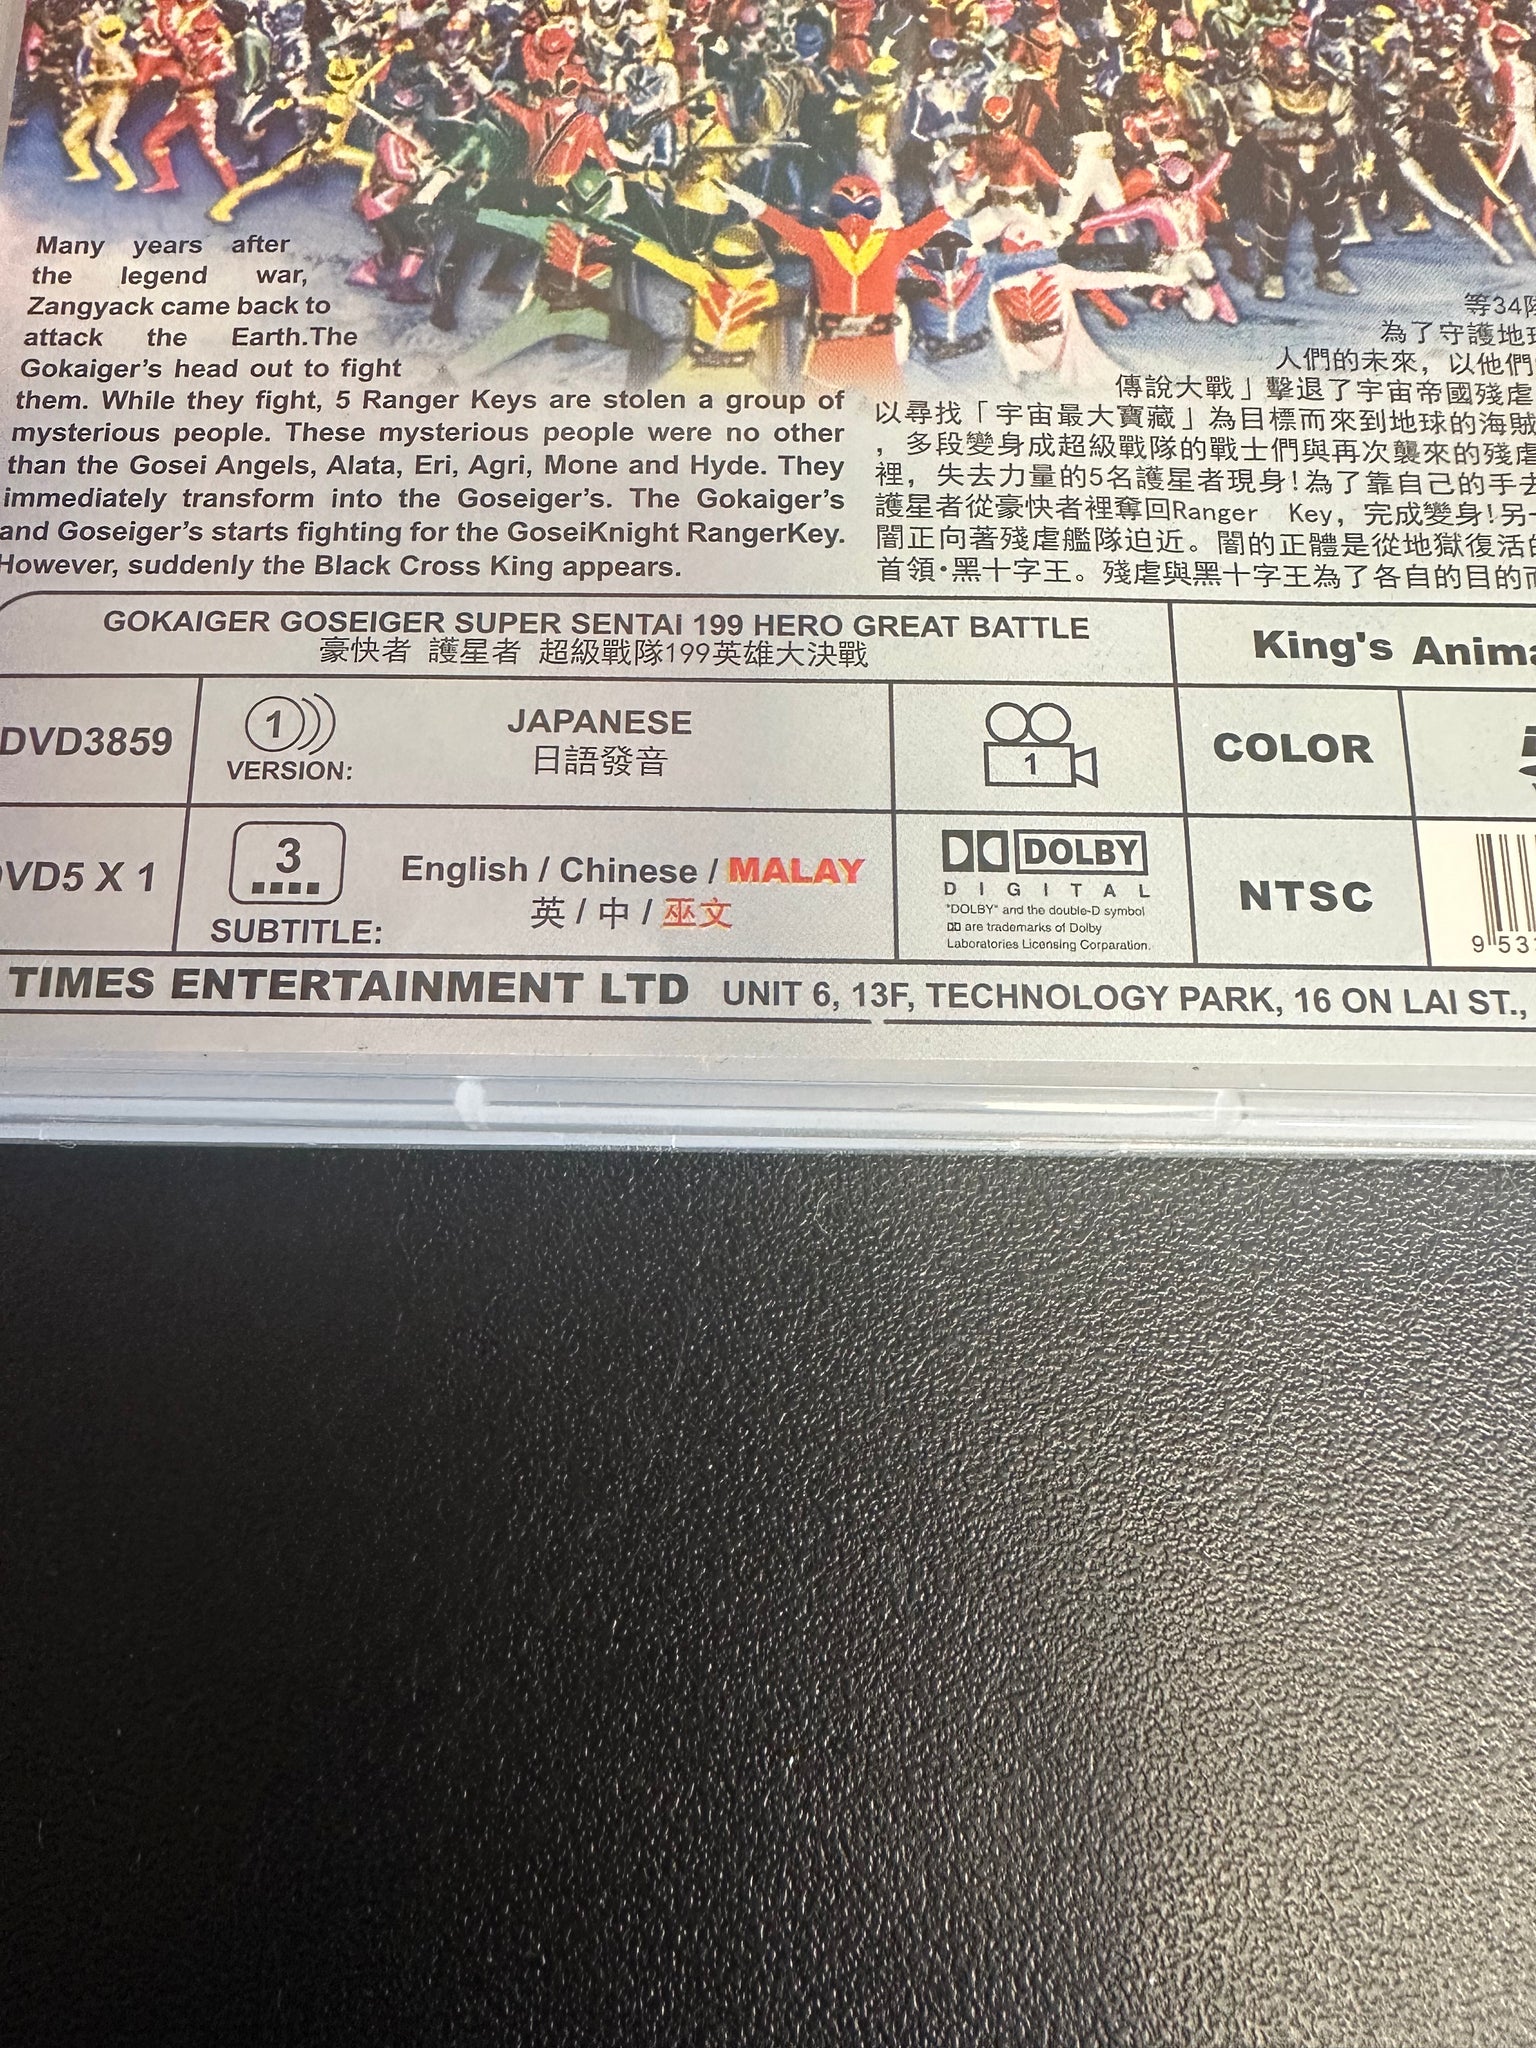 Many years after
the legend war,
Zangyack came back to
attack the Earth.The
Gokaiger's head out to fight
them. While they fight, 5 Ranger Keys are stolen a group of
mysterious people. These mysterious people were no other
than the Gosei Angels, Alata, Eri, Agri, Mone and Hyde. They
immediately transform into the Goseiger's. The Gokaiger's
and Goseiger's starts fighting for the GoseiKnight RangerKey.
However, suddenly the Black Cross King appears.
等34
為了守護地
人們的未來，以他們
傳說大戰」擊退了宇宙帝國殘虐
以尋找「宇宙最大寶藏」為目標而來到地球的海賊
，多段變身成超級戰隊的戰士們與再次襲來的殘虐
裡，失去力量的5名護星者現身!為了靠自己的手去
護星者從豪快者裡奪回Ranger Key，完成變身!另
闇正向著殘虐艦隊迫近。闇的正體是從地獄復活
首領·黑十字王。殘虐與黑十字王為了各自的目的而
GOKAIGER GOSEIGER SUPER SENTAi 199 HERO GREAT BATTLE
豪快者 護星者 超級戰隊199英雄大決戰
King's Anima
DVD3859
1
VERSION:
JAPANESE
日語發音
1
COLOR
DVD5 X 1
3
SUBTITLE:
English / Chinese / MALAY
英 / 中 / 巫文
DOLBY
DIGITAL
"DOLBY" and the double-D symbol
are trademarks of Dolby
Laboratories Licensing Corparation.
NTSC
9 53
TIMES ENTERTAINMENT LTD UNIT 6, 13F, TECHNOLOGY PARK, 16 ON LAI ST.,